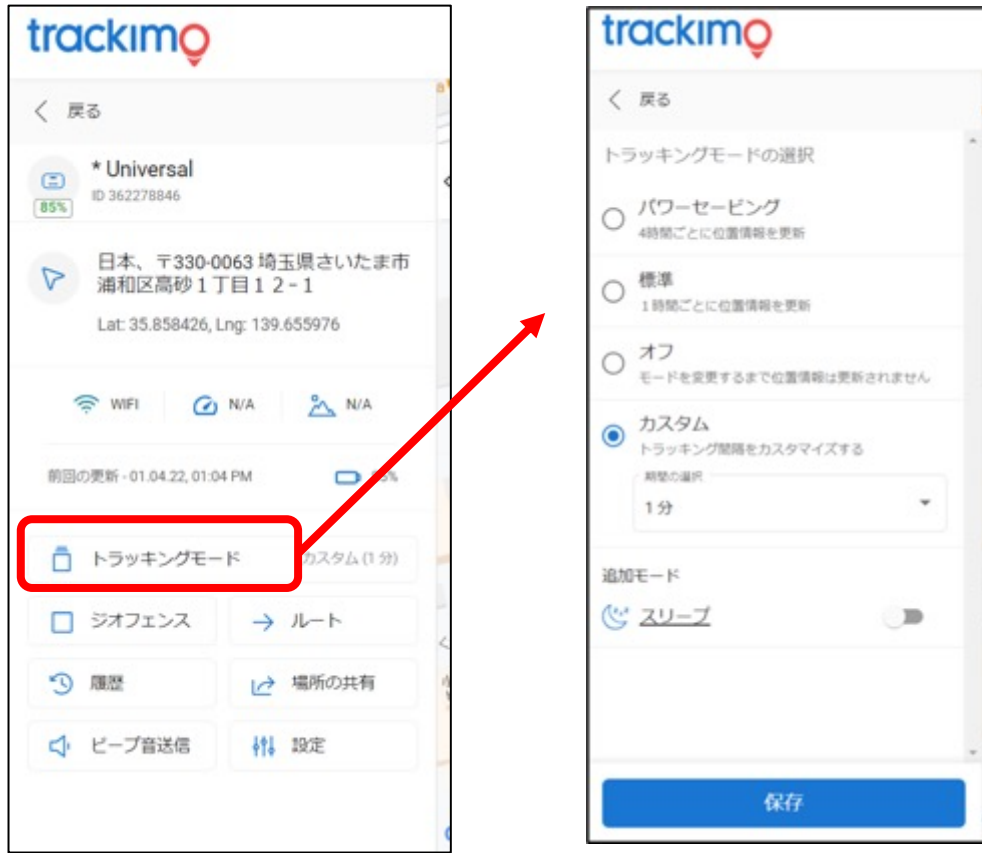 trackimo
戻る
* Universal
ID 362278846
85%
日本、〒330-0063 埼玉県さいたま市
浦和区高砂１丁目１２−１
Lat: 35.858426, Lng: 139.655976
WIFI
N/A
N/A
前回の更新 - 01.04.22, 01:04 PM
トラッキングモード
カスタム (1 分)
ジオフェンス
ルート
履歴
場所の共有
ビープ音送信
設定
trackimo
戻る
トラッキングモードの選択
パワーセービング
4時間ごとに位置情報を更新
標準
１時間ごとに位置情報を更新
オフ
モードを変更するまで位置情報は更新されません
カスタム
トラッキング間隔をカスタマイズする
期間の選択
1 分
追加モード
スリープ
保存